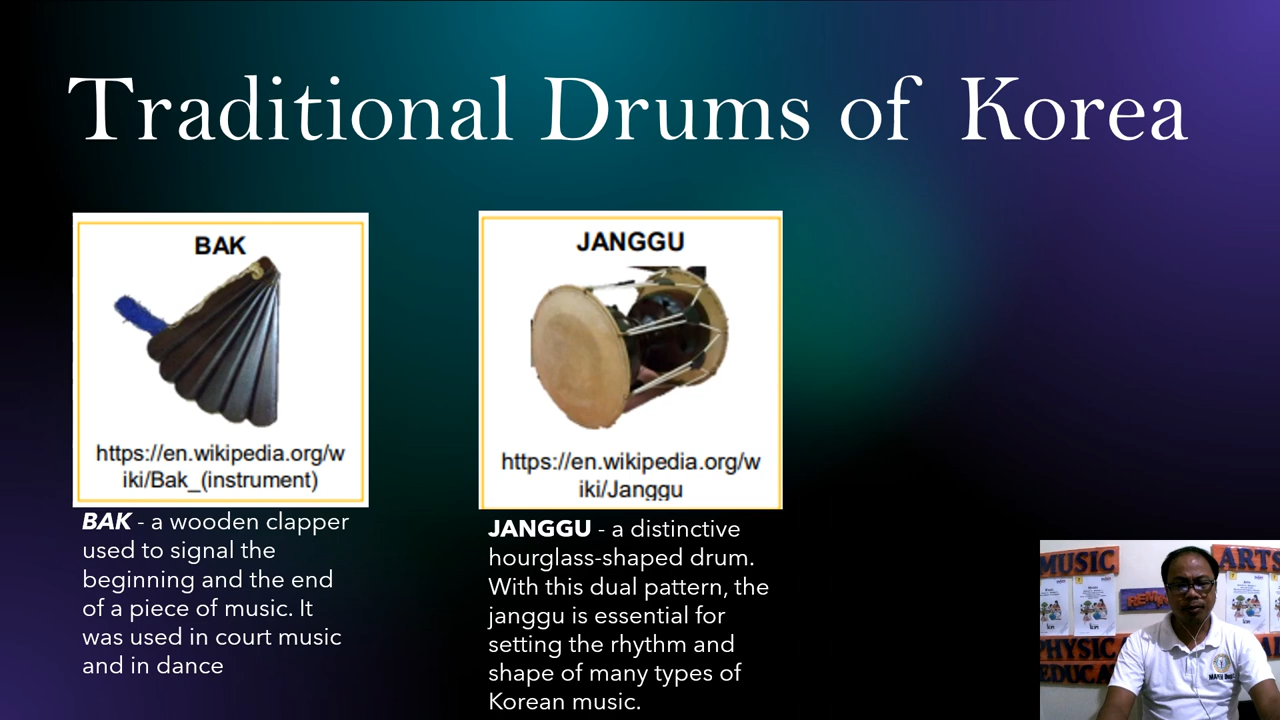 Traditional Drums of Korea
BAK
https://en.wikipedia.org/w
iki/Bak_(instrument)
BAK - a wooden clapper
used to signal the
beginning and the end
of a piece of music. It
was used in court music
and in dance
JANGGU
https://en.wikipedia.org/w
iki/Janggu
JANGGU - a distinctive
hourglass-shaped drum.
With this dual pattern, the
janggu is essential for
setting the rhythm and
shape of many types of
Korean music.
MUSIC
ARTS
PHYSIC
EDUCA